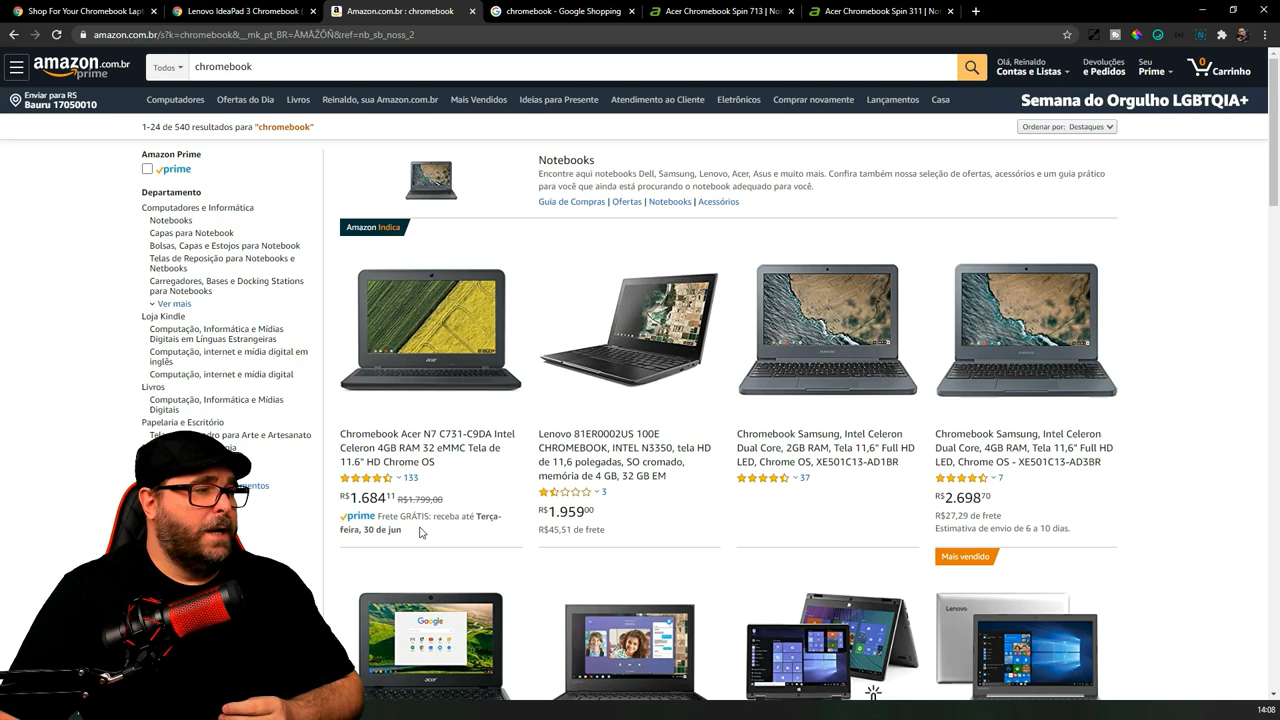 Shop For Your Chromebook Lapt
Lenovo IdeaPad 3 Chromebook (
Amazon.com.br : chromebook
chromebook - Google Shopping
Acer Chromebook Spin 713 | Not
Acer Chromebook Spin 311 | Not
amazon.com.br/s?k=chromebook&__mk_pt_BR=ÅMÅŽÕÑ&ref=nb_sb_noss_2
amazon.com.br
prime
Todos
chromebook
Olá, Reinaldo
Contas e Listas
Devoluções
e Pedidos
Seu
Prime
0
Carrinho
Enviar para RS
Bauru 17050010
Computadores
Ofertas do Dia
Livros
Reinaldo, sua Amazon.com.br
Mais Vendidos
Ideias para Presente
Atendimento ao Cliente
Eletrônicos
Comprar novamente
Lançamentos
Casa
Semana do Orgulho LGBTQIA+
1-24 de 540 resultados para "chromebook"
Ordenar por: Destaques
Amazon Prime
prime
Departamento
Computadores e Informática
Notebooks
Capas para Notebook
Bolsas, Capas e Estojos para Notebook
Telas de Reposição para Notebooks e
Netbooks
Carregadores, Bases e Docking Stations
para Notebooks
Ver mais
Loja Kindle
Computação, Informática e Mídias
Digitais em Línguas Estrangeiras
Computação, internet e mídia digital em
inglês
Computação, internet e mídia digital
Livros
Computação, Informática e Mídias
Digitais
Papelaria e Escritório
para Arte e Artesanato
Notebooks
Encontre aqui notebooks Dell, Samsung, Lenovo, Acer, Asus e muito mais. Confira também nossa seleção de ofertas, acessórios e um guia prático
para você que ainda está procurando o notebook adequado para você.
Guia de Compras | Ofertas | Notebooks | Acessórios
Amazon Indica
Chromebook Acer N7 C731-C9DA Intel
Celeron 4GB RAM 32 eMMC Tela de
11.6" HD Chrome OS
133
R$1.684,11 R$1.799,00
prime Frete GRÁTIS: receba até Terça-
feira, 30 de jun
Lenovo 81ER0002US 100E
CHROMEBOOK, INTEL N3350, tela HD
de 11,6 polegadas, SO cromado,
memória de 4 GB, 32 GB EM
3
R$1.959,00
R$45,51 de frete
Chromebook Samsung, Intel Celeron
Dual Core, 2GB RAM, Tela 11,6" Full HD
LED, Chrome OS, XE501C13-AD1BR
37
Chromebook Samsung, Intel Celeron
Dual Core, 4GB RAM, Tela 11,6" Full HD
LED, Chrome OS - XE501C13-AD3BR
7
R$2.698,70
R$27,29 de frete
Estimativa de envio de 6 a 10 dias.
Mais vendido
Google
Lenovo
14:08